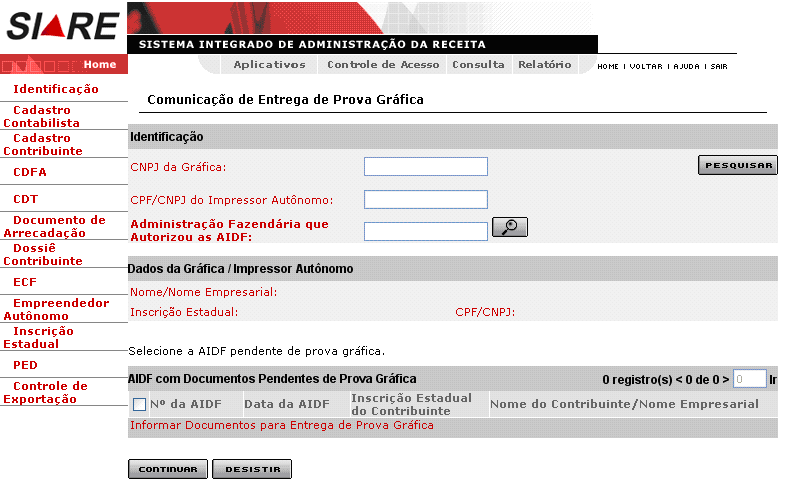 SIARE
SISTEMA INTEGRADO DE ADMINISTRAÇÃO DA RECEITA
Home
Aplicativos Controle de Acesso Consulta Relatório
HOME | VOLTAR | AJUDA | SAIR
Identificação
Cadastro
Contabilista
Cadastro
Contribuinte
CDFA
CDT
Documento de
Arrecadação
Dossiê
Contribuinte
ECF
Empreendedor
Autônomo
Inscrição
Estadual
PED
Controle de
Exportação
Comunicação de Entrega de Prova Gráfica
Identificação
CNPJ da Gráfica:
PESQUISAR
CPF/CNPJ do Impressor Autônomo:
Administração Fazendária que
Autorizou as AIDF:
Dados da Gráfica / Impressor Autônomo
Nome/Nome Empresarial:
Inscrição Estadual: CPF/CNPJ:
Selecione a AIDF pendente de prova gráfica.
AIDF com Documentos Pendentes de Prova Gráfica 0 registro(s) < 0 de 0 > 0 Ir
Nº da AIDF Data da AIDF Inscrição Estadual
do Contribuinte Nome do Contribuinte/Nome Empresarial
Informar Documentos para Entrega de Prova Gráfica
CONTINUAR DESISTIR